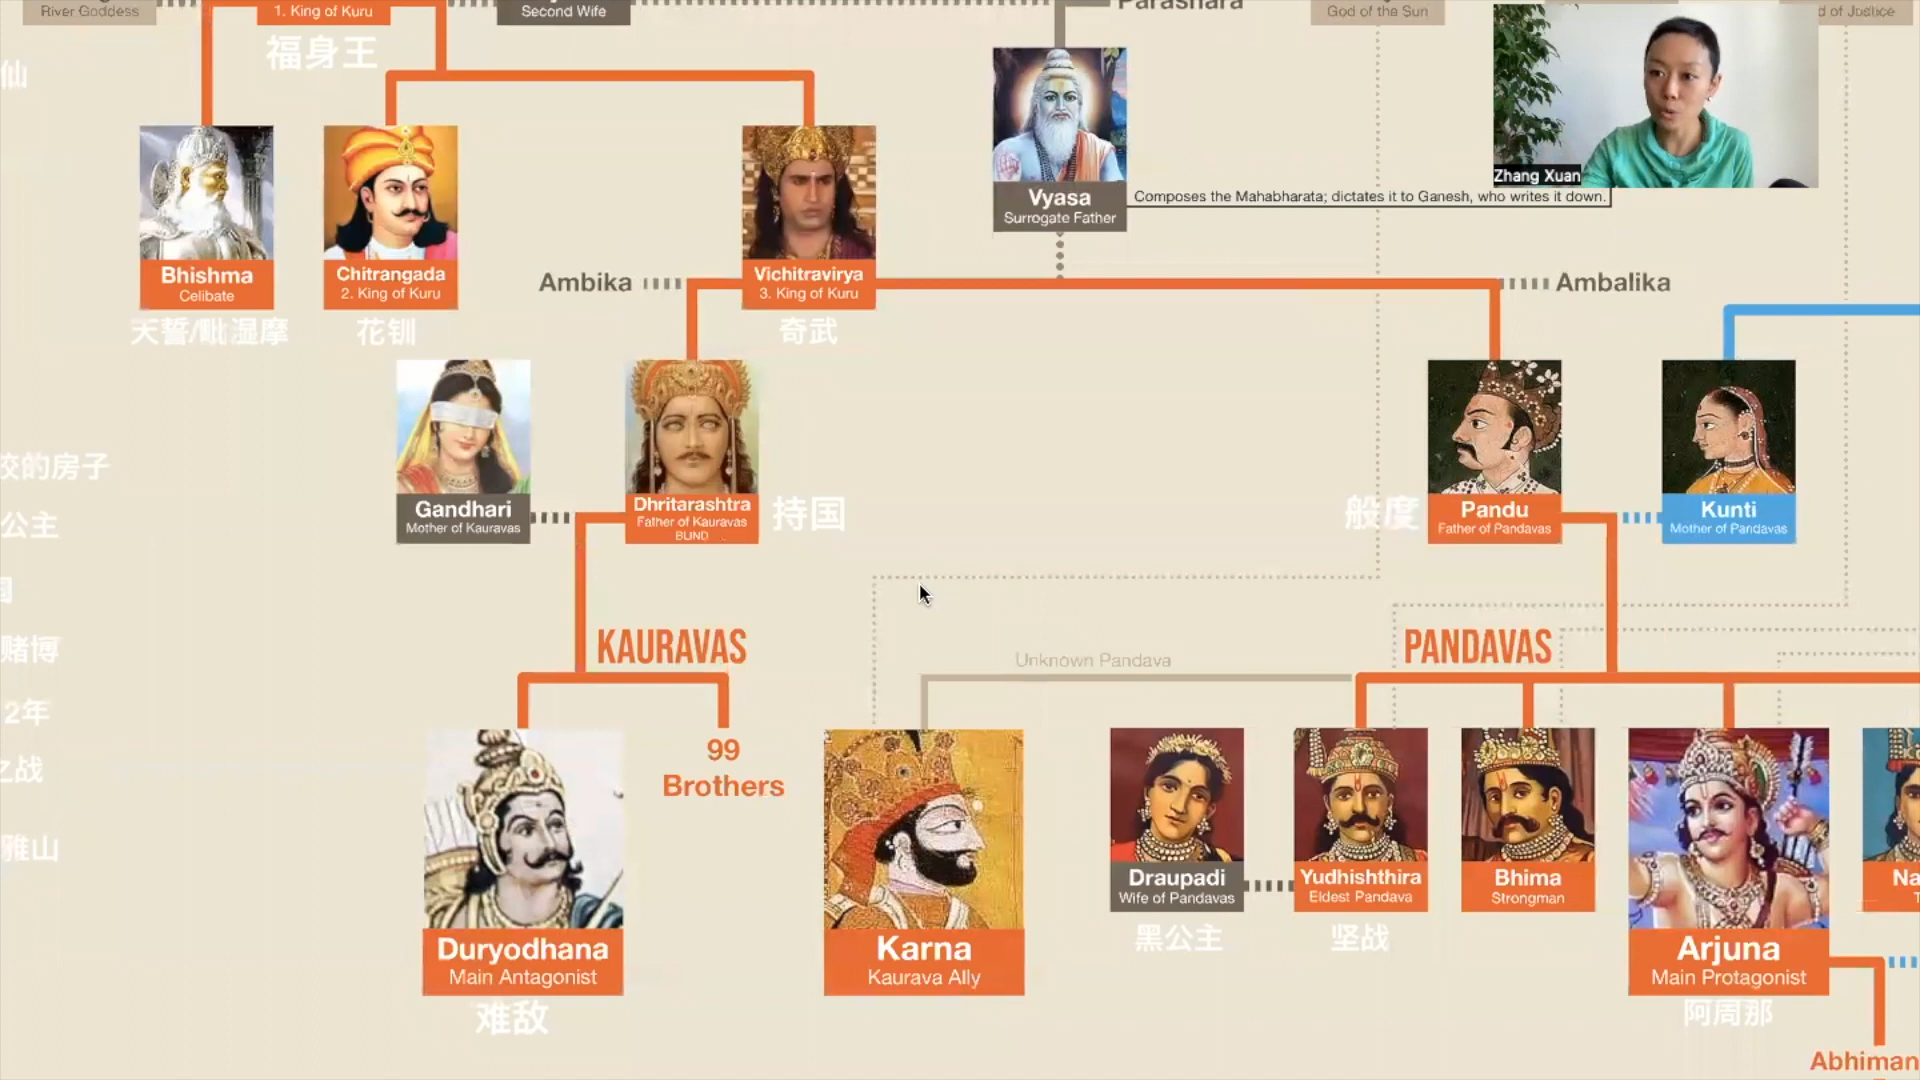 River Goddess
1. King of Kuru
Second Wife
Parashara
God of the Sun
d of Justice
福身王
仙
Zhang Xuan
Vyasa
Surrogate Father
Composes the Mahabharata; dictates it to Ganesh, who writes it down.
Bhishma
Celibate
Chitrangada
2. King of Kuru
Ambika
Vichitravirya
3. King of Kuru
Ambalika
天誓/毗湿摩
花钏
奇武
的房子
公主
Gandhari
Mother of Kauravas
Dhritarashtra
Father of Kauravas
BLIND
持国
般度
Pandu
Father of Pandavas
Kunti
Mother of Pandavas
赌博
KAURAVAS
Unknown Pandava
PANDAVAS
2年
之战
99
Brothers
雅山
Duryodhana
Main Antagonist
难敌
Karna
Kaurava Ally
Draupadi
Wife of Pandavas
黑公主
Yudhishthira
Eldest Pandava
坚战
Bhima
Strongman
Arjuna
Main Protagonist
阿周那
Na
T
Abhiman